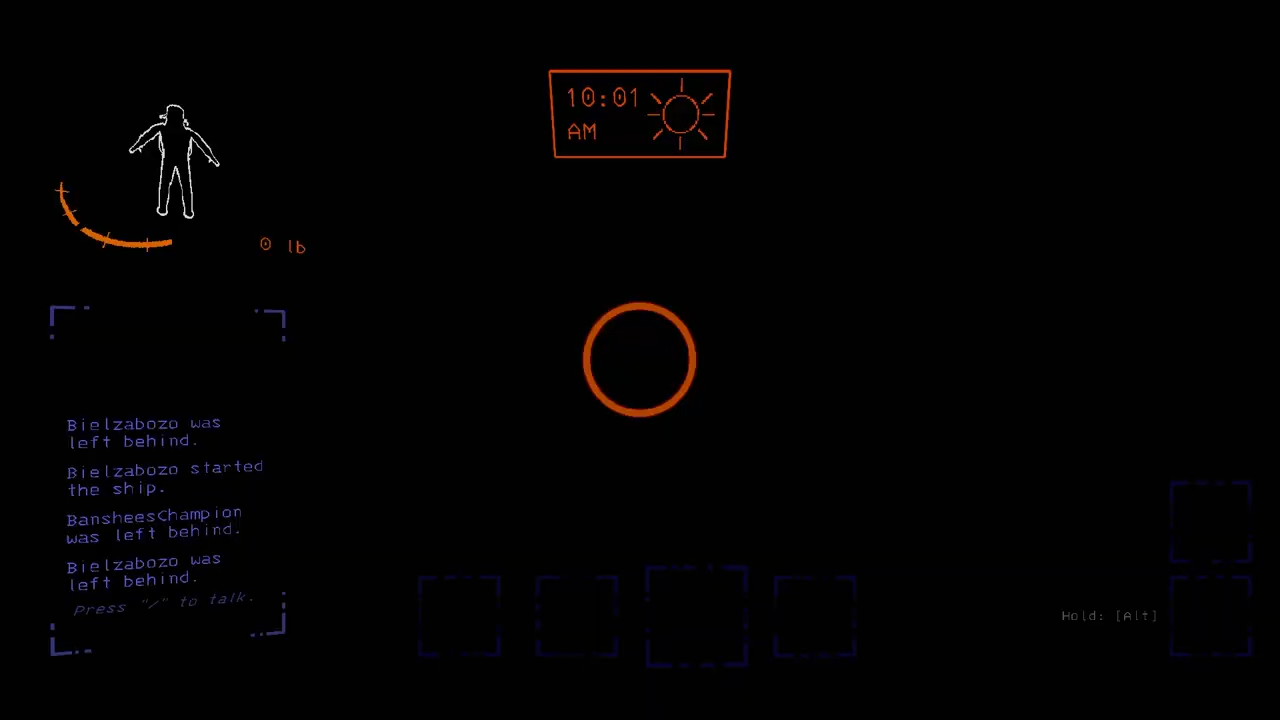 10:01
AM
0 lb
Bielzabozo was
left behind.
Bielzabozo started
the ship.
BansheesChampion
was left behind.
Bielzabozo was
left behind.
Press "/" to talk.
Hold: [Alt]